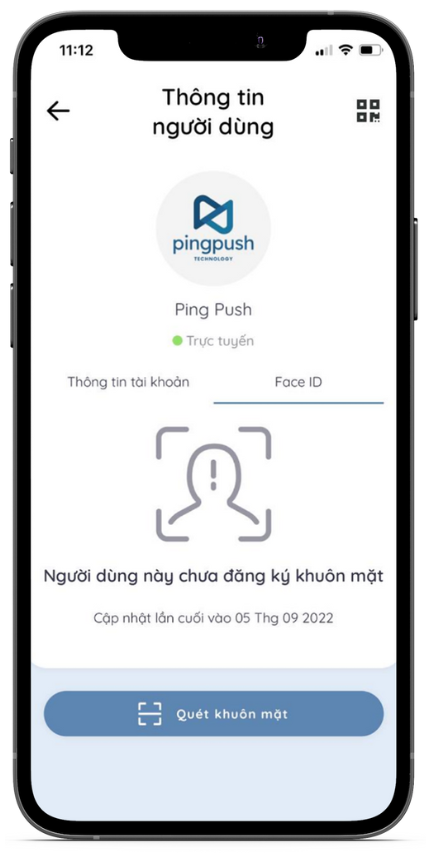 11:12
Thông tin
người dùng
pingpush
TECHNOLOGY
Ping Push
Trực tuyến
Thông tin tài khoản
Face ID
Người dùng này chưa đăng ký khuôn mặt
Cập nhật lần cuối vào 05 Thg 09 2022
Quét khuôn mặt